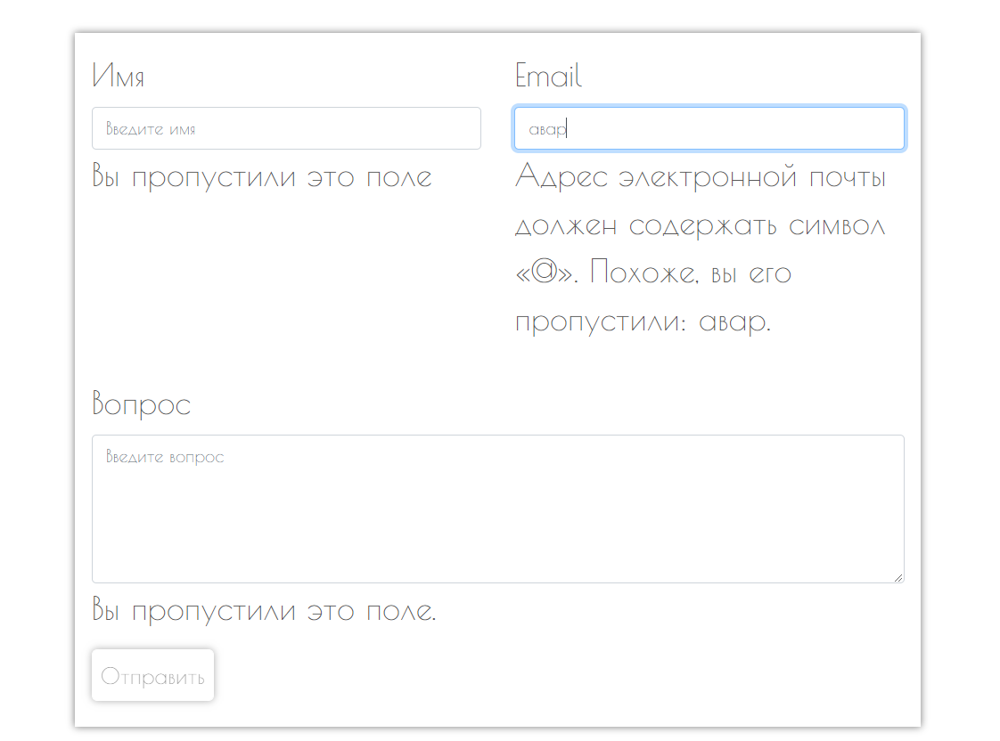 Имя
Email
Введите имя
авар
Вы пропустили это поле
Адрес электронной почты
должен содержать символ
«@». Похоже, вы его
пропустили: авар.
Вопрос
Введите вопрос
Вы пропустили это поле.
Отправить